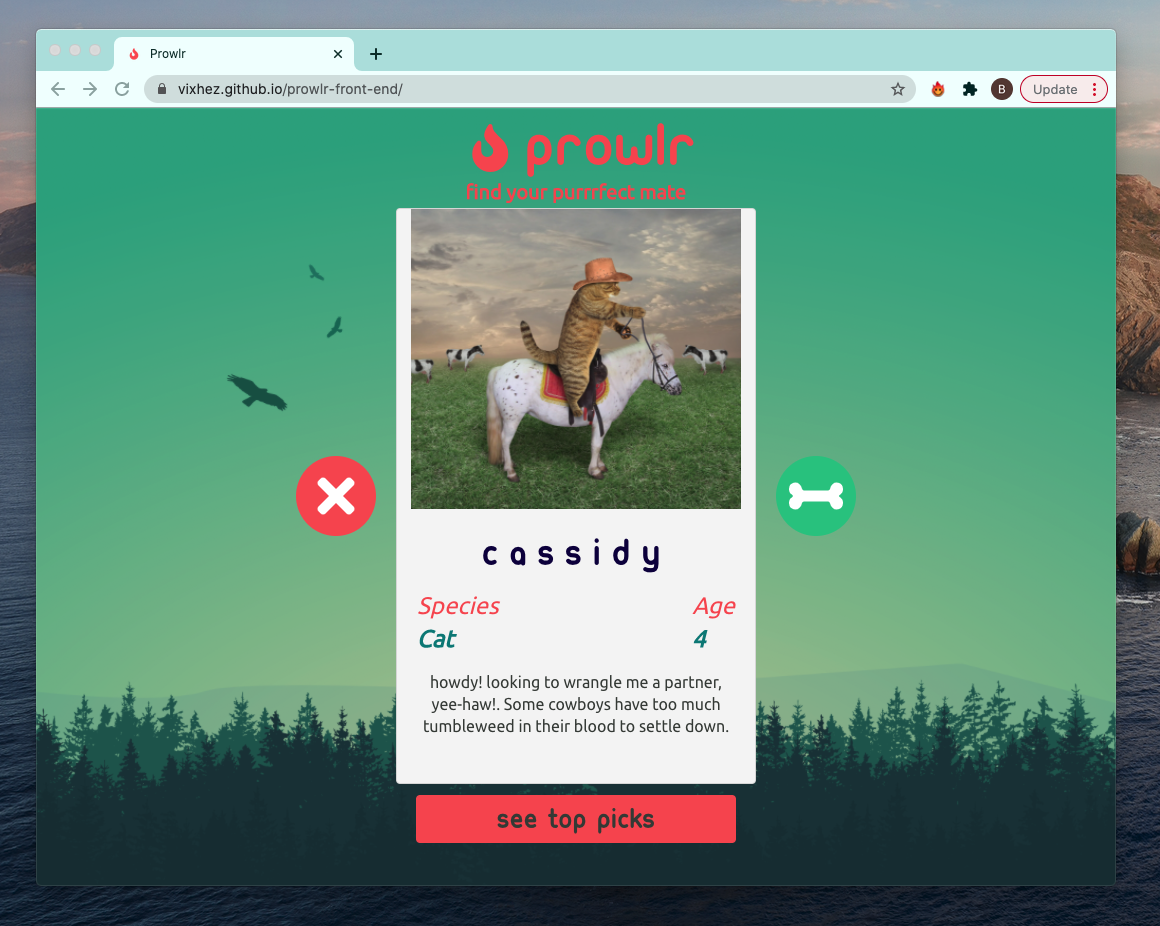 Prowlr
vixhez.github.io/prowlr-front-end/
B
Update
prowlr
find your purrrfect mate
cassidy
Species
Age
Cat
4
howdy! looking to wrangle me a partner,
yee-haw!. Some cowboys have too much
tumbleweed in their blood to settle down.
see top picks